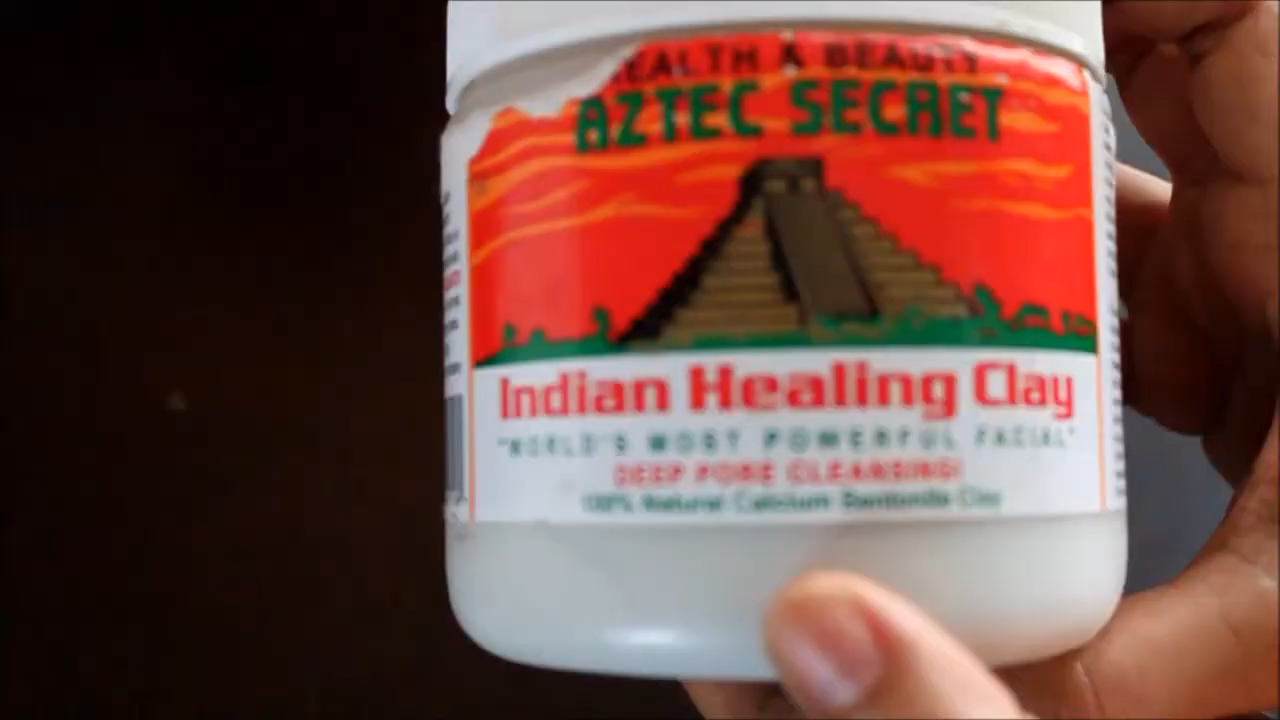 HEALTH & BEAUTY
AZTEC SECRET
Indian Healing Clay
"WORLD'S MOST POWERFUL FACIAL"
DEEP PORE CLEANSING!
100% Natural Calcium Bentonite Clay